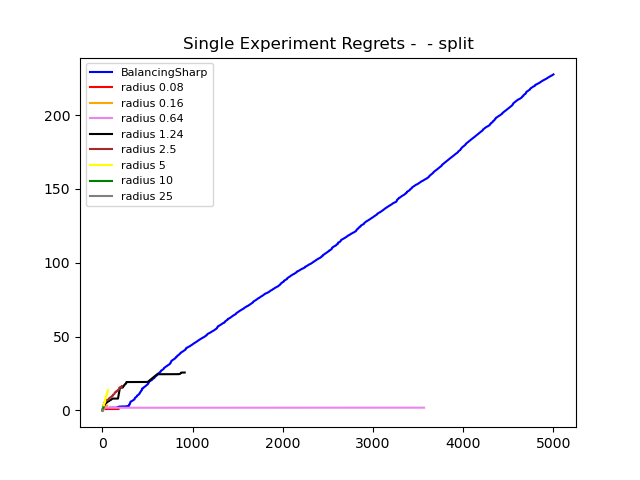 Single Experiment Regrets -  - split
BalancingSharp
radius 0.08
radius 0.16
radius 0.64
radius 1.24
radius 2.5
radius 5
radius 10
radius 25
200
150
100
50
0
0 1000 2000 3000 4000 5000